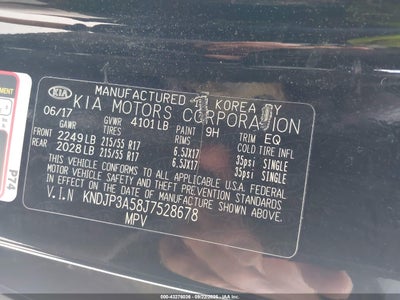 MANUFACTURED KOREA BY
KIA
KIA MOTORS CORPORATION
06/17 GVWR 4101LB PAINT 9H TRIM EQ
TIRES COLD TIRE INFL
FRONT 2249LB 215/55 R17 6.5JX17 35psi SINGLE
REAR 2028LB 215/55 R17 6.5JX17 35psi SINGLE
THIS VEHICLE CONFORMS TO ALL APPLICABLE U.S.A. FEDERAL
MOTOR VEHICLE SAFETY AND THEFT PREVENTION STANDARDS IN
EFFECT ON THE DATE OF MANUFACTURE SHOWN ABOVE
V.I.N KNDJP3A58J7528678
MPV
P74